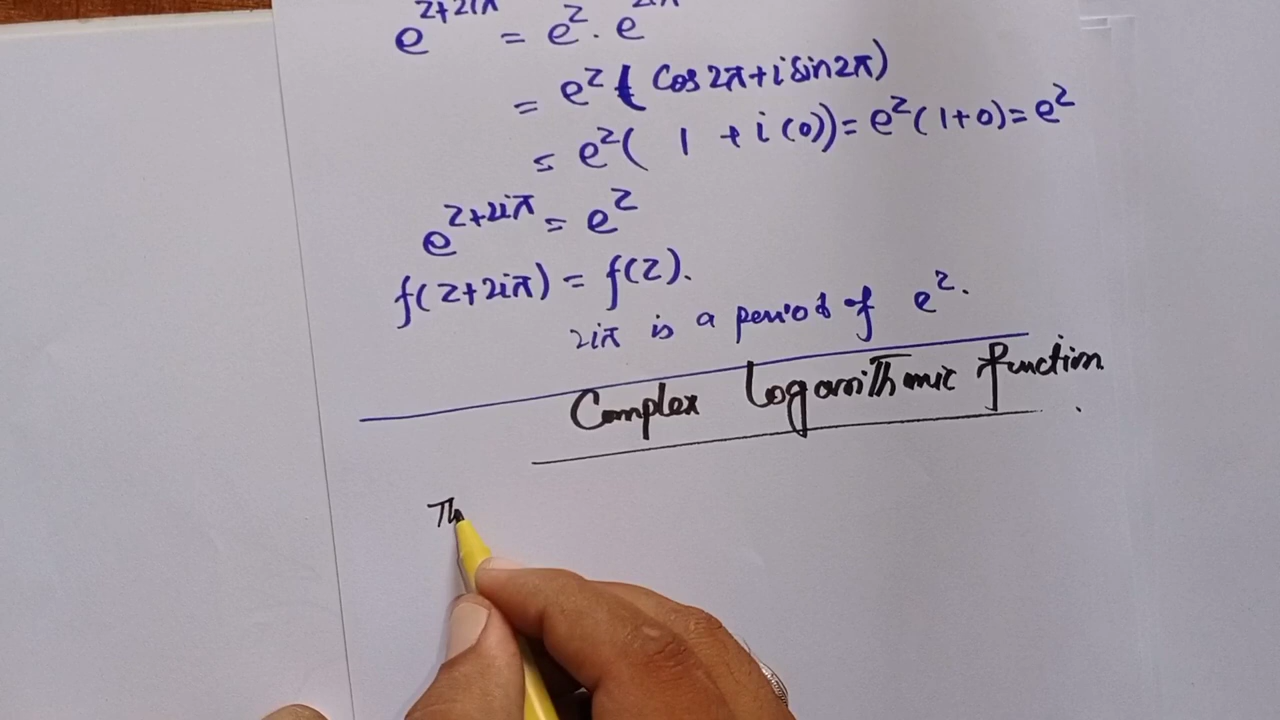 e^{z+2iπ} = e^z . e^{2iπ}
= e^z ( Cos 2π + i Sin 2π)
= e^z ( 1 + i (0)) = e^z (1+0) = e^z
e^{z+2iπ} = e^z
f(z+2iπ) = f(z).
2iπ is a period of e^z.
Complex Logarithmic function.
Th